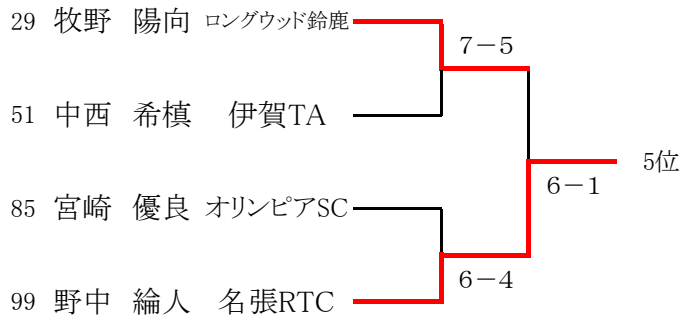 29 牧野 陽向 ロングウッド鈴鹿
7－5
51 中西 希槙 伊賀TA
5位
6－1
85 宮崎 優良 オリンピアSC
6－4
99 野中 綸人 名張RTC